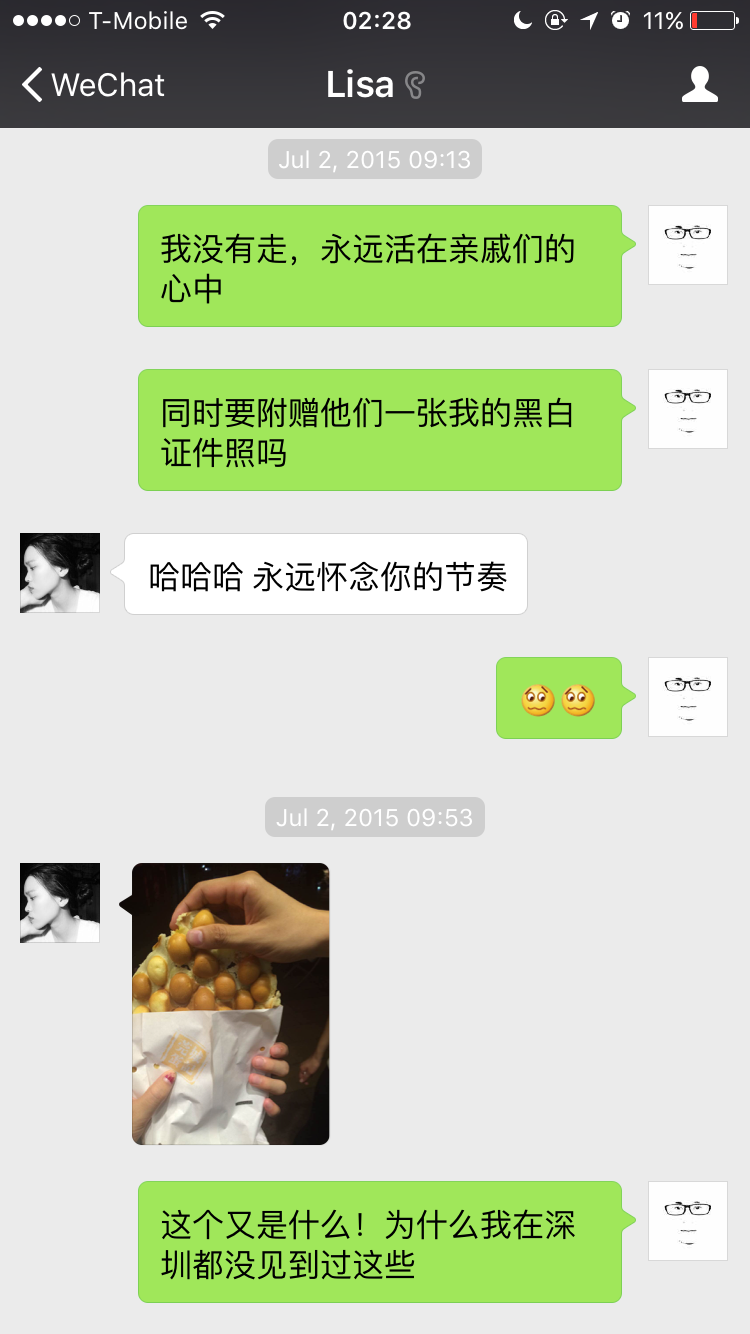 T-Mobile 02:28 11%
WeChat Lisa
Jul 2, 2015 09:13
我没有走，永远活在亲戚们的
心中
同时要附赠他们一张我的黑白
证件照吗
哈哈哈 永远怀念你的节奏
Jul 2, 2015 09:53
这个又是什么！为什么我在深
圳都没见到过这些